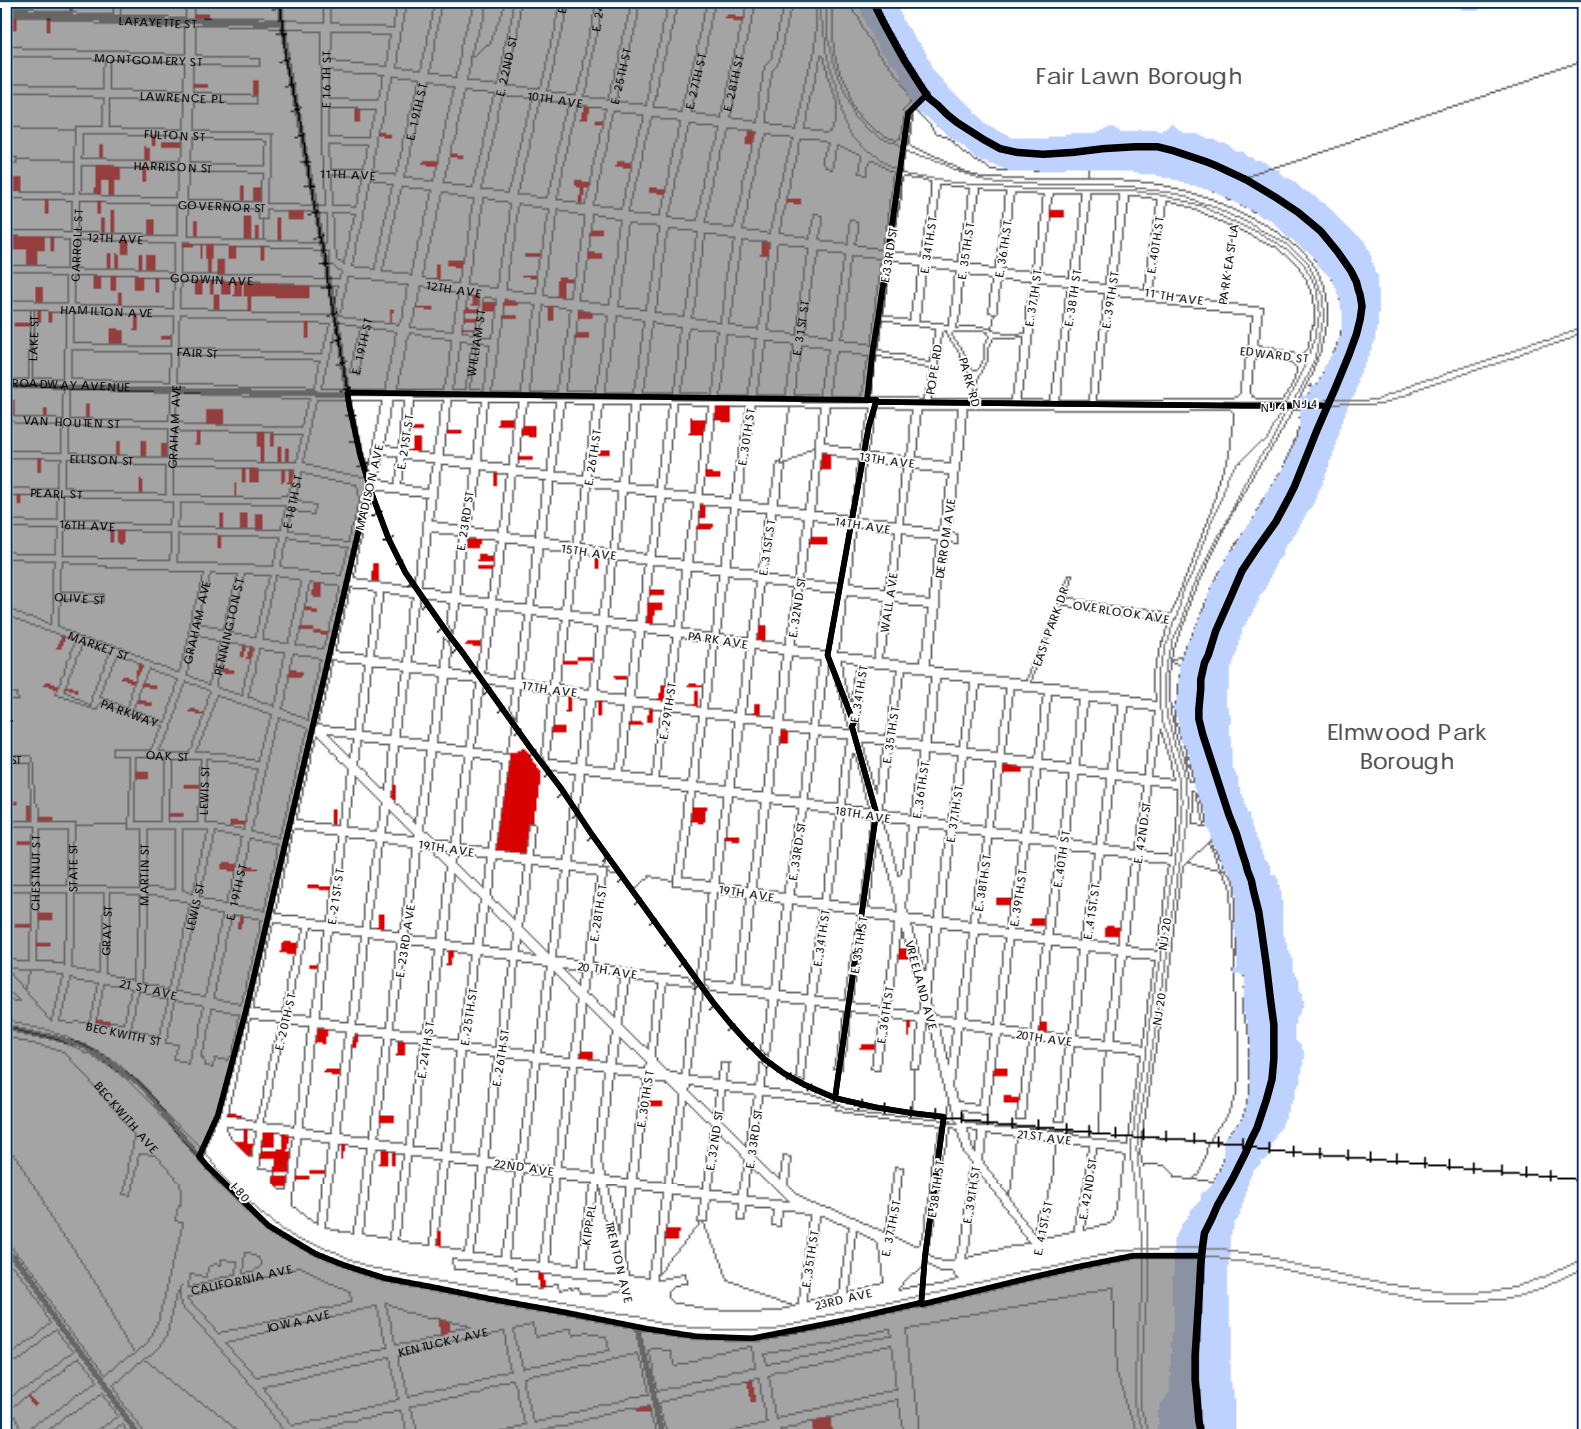 LAFAYETTE ST
MONTGOMERY ST
LAWRENCE PL
FULTON ST
HARRISON ST
GOVERNOR ST
12TH AVE
CARROLL ST
GODWIN AVE
HAMILTON AVE
LAKE ST
FAIR ST
ROADWAY AVENUE
GRAHAM AVE
VAN HOUTEN ST
ELLISON ST
PEARL ST
16TH AVE
E 18TH ST
E 16TH ST
E. 19TH ST
E. 22ND ST
10TH AVE
E. 25TH ST
E. 27TH ST
E. 28TH ST
11TH AVE
12TH AVE
WILLIAM ST
E. 19TH ST
E. 31ST ST
Fair Lawn Borough
E.33RD ST
E. 34TH ST
E. 35TH ST
E. 36TH ST
E. 37TH ST
E. 38TH ST
E. 39TH ST
E. 40TH ST
PARK EAST LA
11TH AVE
EDWARD ST
POPE RD
PARK RD
NJ 4
NJ 4
MADISON AVE
E. 21ST ST
E. 23RD ST
E. 26TH ST
E. 30TH ST
13TH AVE
14TH AVE
15TH AVE
E. 31ST ST
E. 32ND ST
WALL AVE
DERROM AVE
OVERLOOK AVE
EAST PARK DR
PARK AVE
17TH AVE
E. 29TH ST
E. 34TH ST
E. 35TH ST
E. 36TH ST
E. 37TH ST
18TH AVE
E. 33RD ST
E. 38TH ST
E. 39TH ST
E. 40TH ST
E. 41ST ST
E. 42ND ST
Elmwood Park
Borough
OLIVE ST
GRAHAM AVE
PENNINGTON ST
MARKET ST
PARKWAY
OAK ST
ST
LEWIS ST
CHESTNUT ST
STATE ST
MARTIN ST
GRAY ST
LEWIS ST
E. 19TH ST
21ST AVE
BECKWITH ST
BECKWITH AVE
19TH AVE
19TH AVE
E. 21ST ST
E. 23RD AVE
E. 28TH ST
E. 34TH ST
E. 35TH ST
VREELAND AVE
NJ 20
NJ 20
20TH AVE
20TH AVE
E. 20TH ST
E. 24TH ST
E. 25TH ST
E. 26TH ST
E. 30TH ST
E. 32ND ST
E. 33RD ST
E. 36TH ST
21ST AVE
22ND AVE
I-80
KIPP PL
TRENTON AVE
E. 35TH ST
E. 37TH ST
E. 38TH ST
E. 39TH ST
E. 41ST ST
E. 42ND ST
23RD AVE
CALIFORNIA AVE
IOWA AVE
KENTUCKY AVE